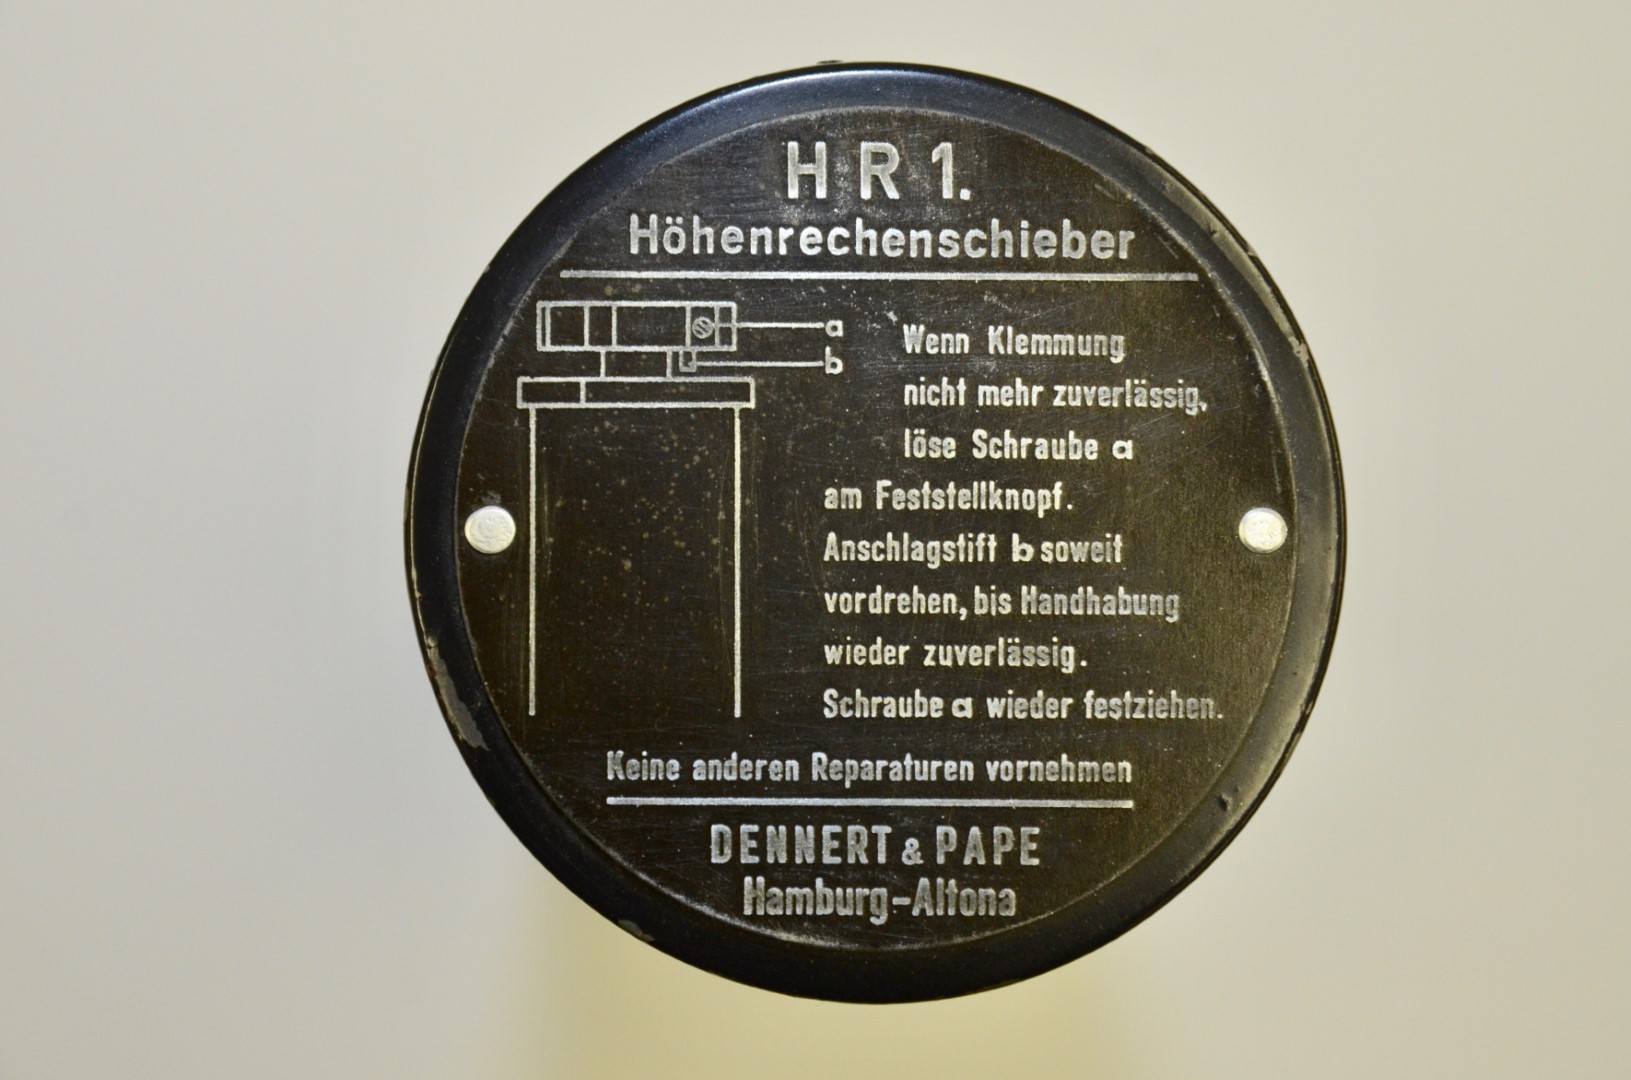 H R 1.
Höhenrechenschieber
a
b
Wenn Klemmung
nicht mehr zuverlässig,
löse Schraube a
am Feststellknopf.
Anschlagstift b soweit
vordrehen, bis Handhabung
wieder zuverlässig.
Schraube a wieder festziehen.
Keine anderen Reparaturen vornehmen
DENNERT & PAPE
Hamburg-Altona